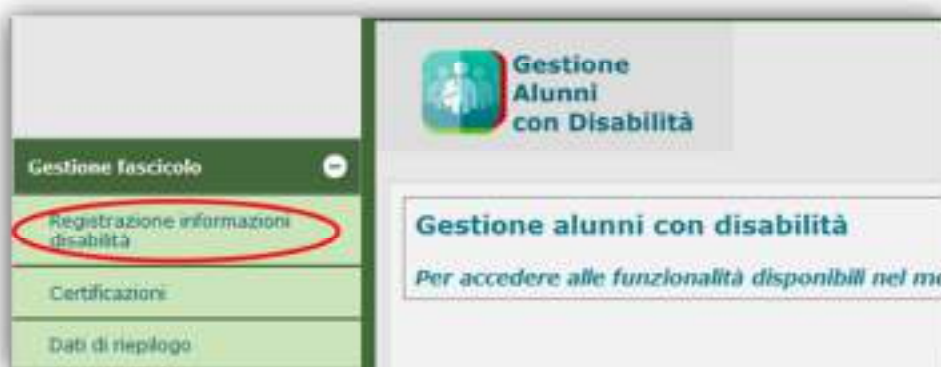 Gestione
Alunni
con Disabilità
Gestione fascicolo
Registrazione informazioni
disabilità
Certificazioni
Dati di riepilogo
Gestione alunni con disabilità
Per accedere alle funzionalità disponibili nel me